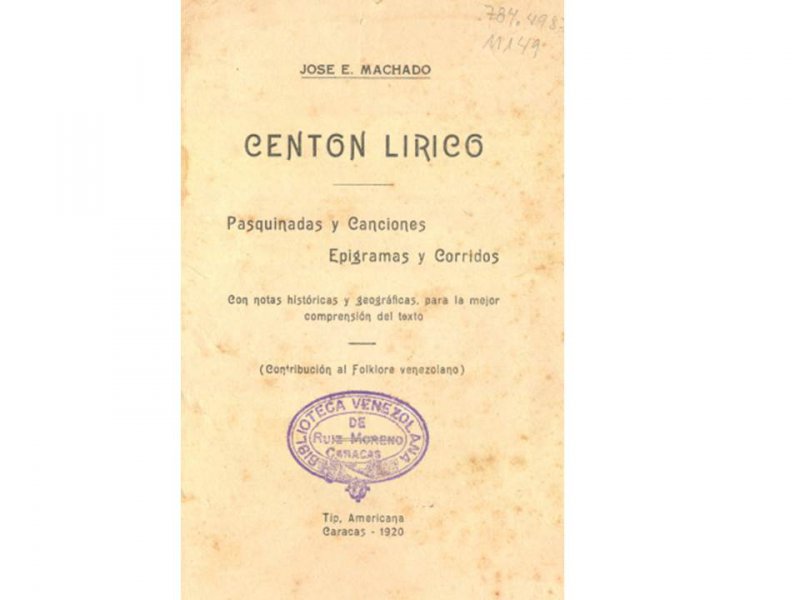 784.4987
M149
JOSE E. MACHADO
CENTON LIRICO
Pasquinadas y Canciones
Epigramas y Corridos
Con notas históricas y geográficas, para la mejor
comprensión del texto
(Contribución al Folklore venezolano)
BIBLIOTECA VENEZOLANA
DE
RUIZ MORENO
CARACAS
Tip. Americana
Caracas - 1920